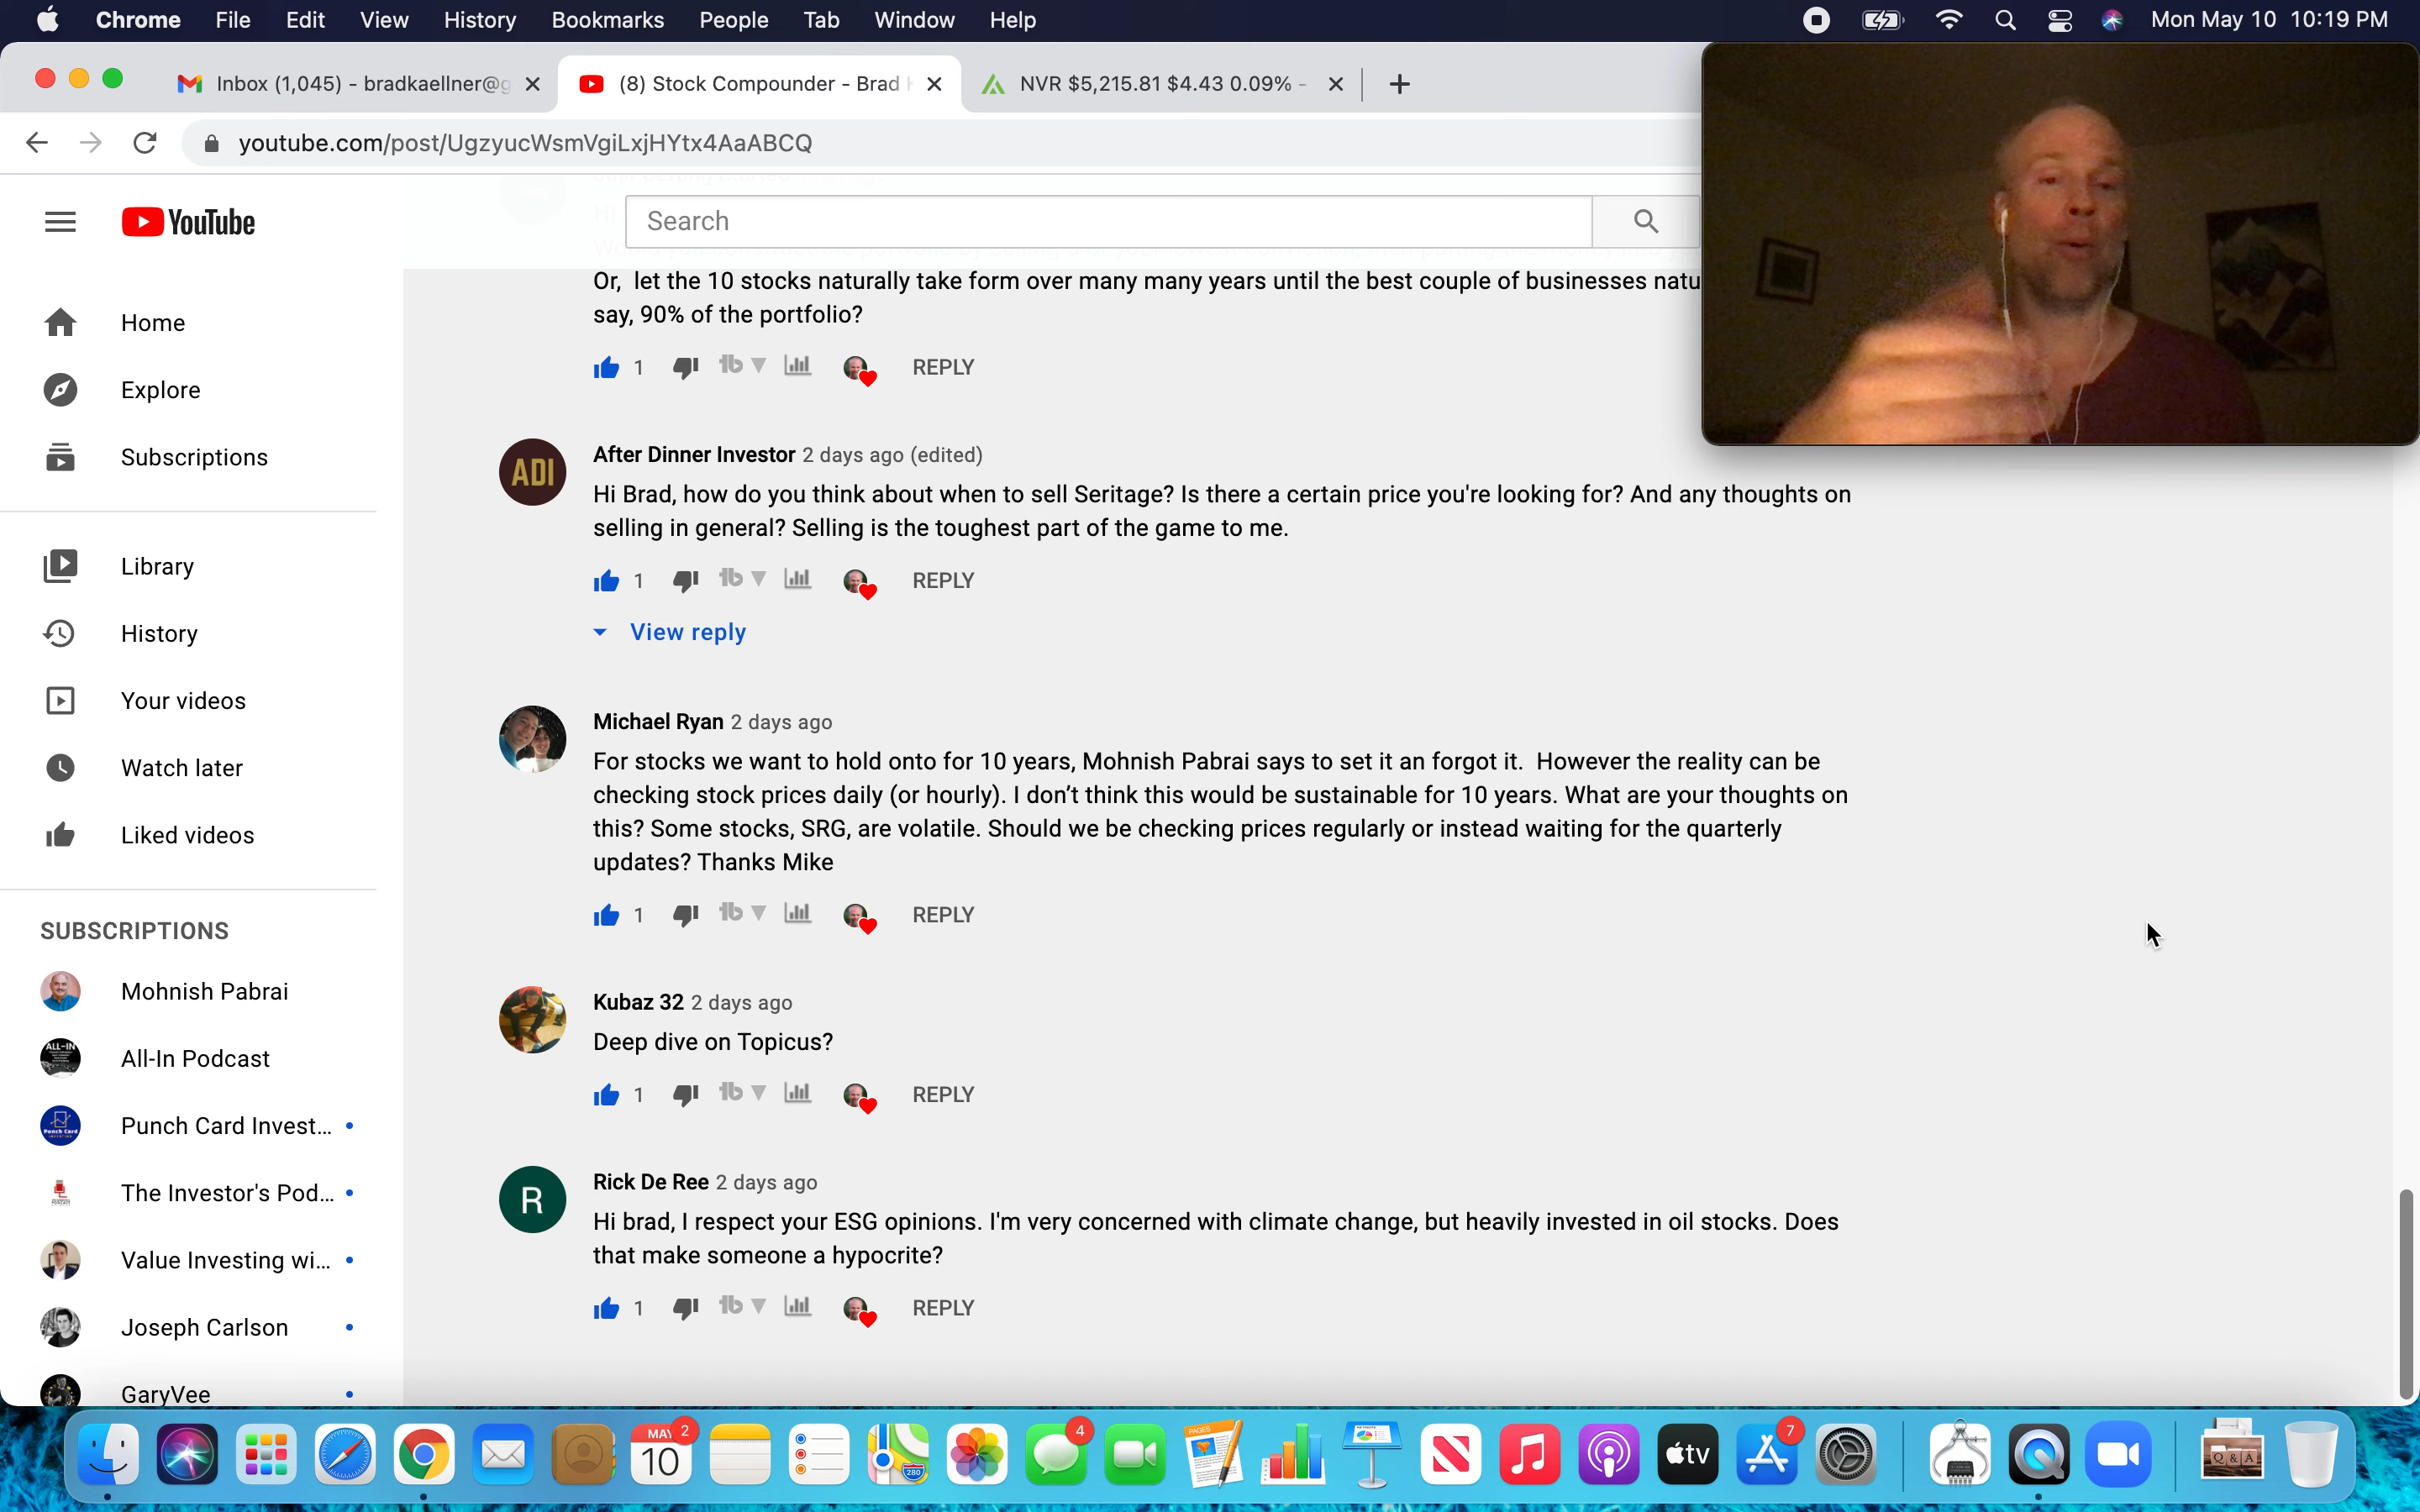 Chrome File Edit View History Bookmarks People Tab Window Help
Mon May 10 10:19 PM
Inbox (1,045) - bradkaellner@g
(8) Stock Compounder - Brad
NVR $5,215.81 $4.43 0.09% -
youtube.com/post/UgzyucWsmVgiLxjHYtx4AaABCQ
YouTube
Search
Home
Explore
Subscriptions
Library
History
Your videos
Watch later
Liked videos
SUBSCRIPTIONS
Mohnish Pabrai
ALL-IN
All-In Podcast
Punch Card
Punch Card Invest...
The Investor's Pod...
Value Investing wi...
Joseph Carlson
GaryVee
Or, let the 10 stocks naturally take form over many many years until the best couple of businesses natu
say, 90% of the portfolio?
1 REPLY
ADI
After Dinner Investor 2 days ago (edited)
Hi Brad, how do you think about when to sell Seritage? Is there a certain price you're looking for? And any thoughts on
selling in general? Selling is the toughest part of the game to me.
1 REPLY
View reply
Michael Ryan 2 days ago
For stocks we want to hold onto for 10 years, Mohnish Pabrai says to set it an forgot it. However the reality can be
checking stock prices daily (or hourly). I don't think this would be sustainable for 10 years. What are your thoughts on
this? Some stocks, SRG, are volatile. Should we be checking prices regularly or instead waiting for the quarterly
updates? Thanks Mike
1 REPLY
Kubaz 32 2 days ago
Deep dive on Topicus?
1 REPLY
R
Rick De Ree 2 days ago
Hi brad, I respect your ESG opinions. I'm very concerned with climate change, but heavily invested in oil stocks. Does
that make someone a hypocrite?
1 REPLY
MAY
10
2
280
4
PAGES
tv
7
Q & A